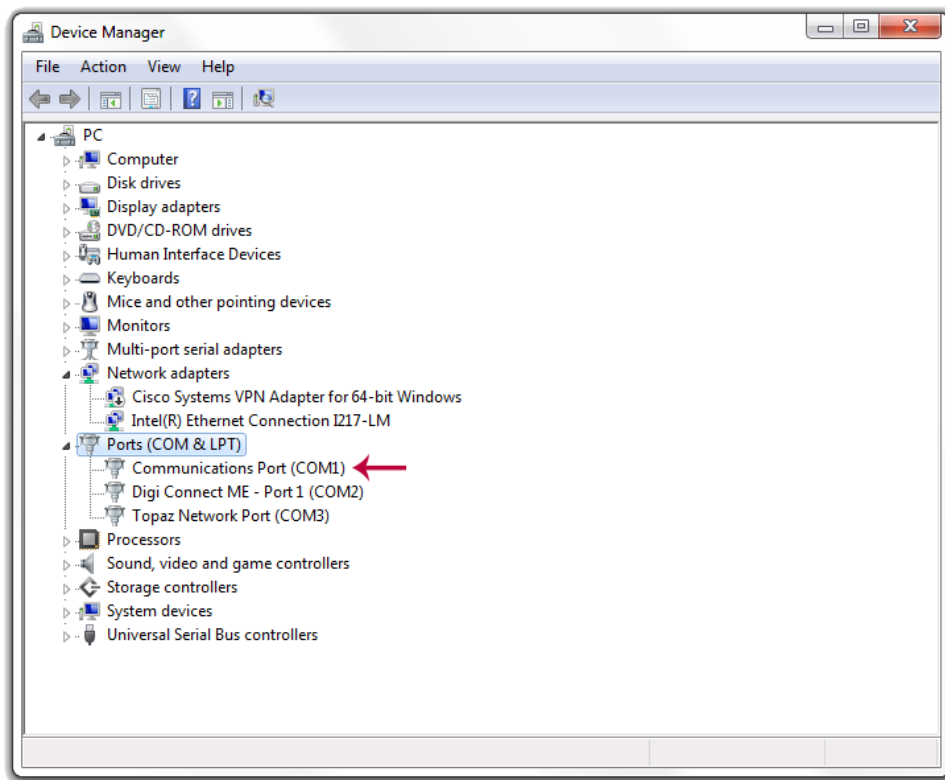 Device Manager
File Action View Help
PC
Computer
Disk drives
Display adapters
DVD/CD-ROM drives
Human Interface Devices
Keyboards
Mice and other pointing devices
Monitors
Multi-port serial adapters
Network adapters
Cisco Systems VPN Adapter for 64-bit Windows
Intel(R) Ethernet Connection I217-LM
Ports (COM & LPT)
Communications Port (COM1)
Digi Connect ME - Port 1 (COM2)
Topaz Network Port (COM3)
Processors
Sound, video and game controllers
Storage controllers
System devices
Universal Serial Bus controllers